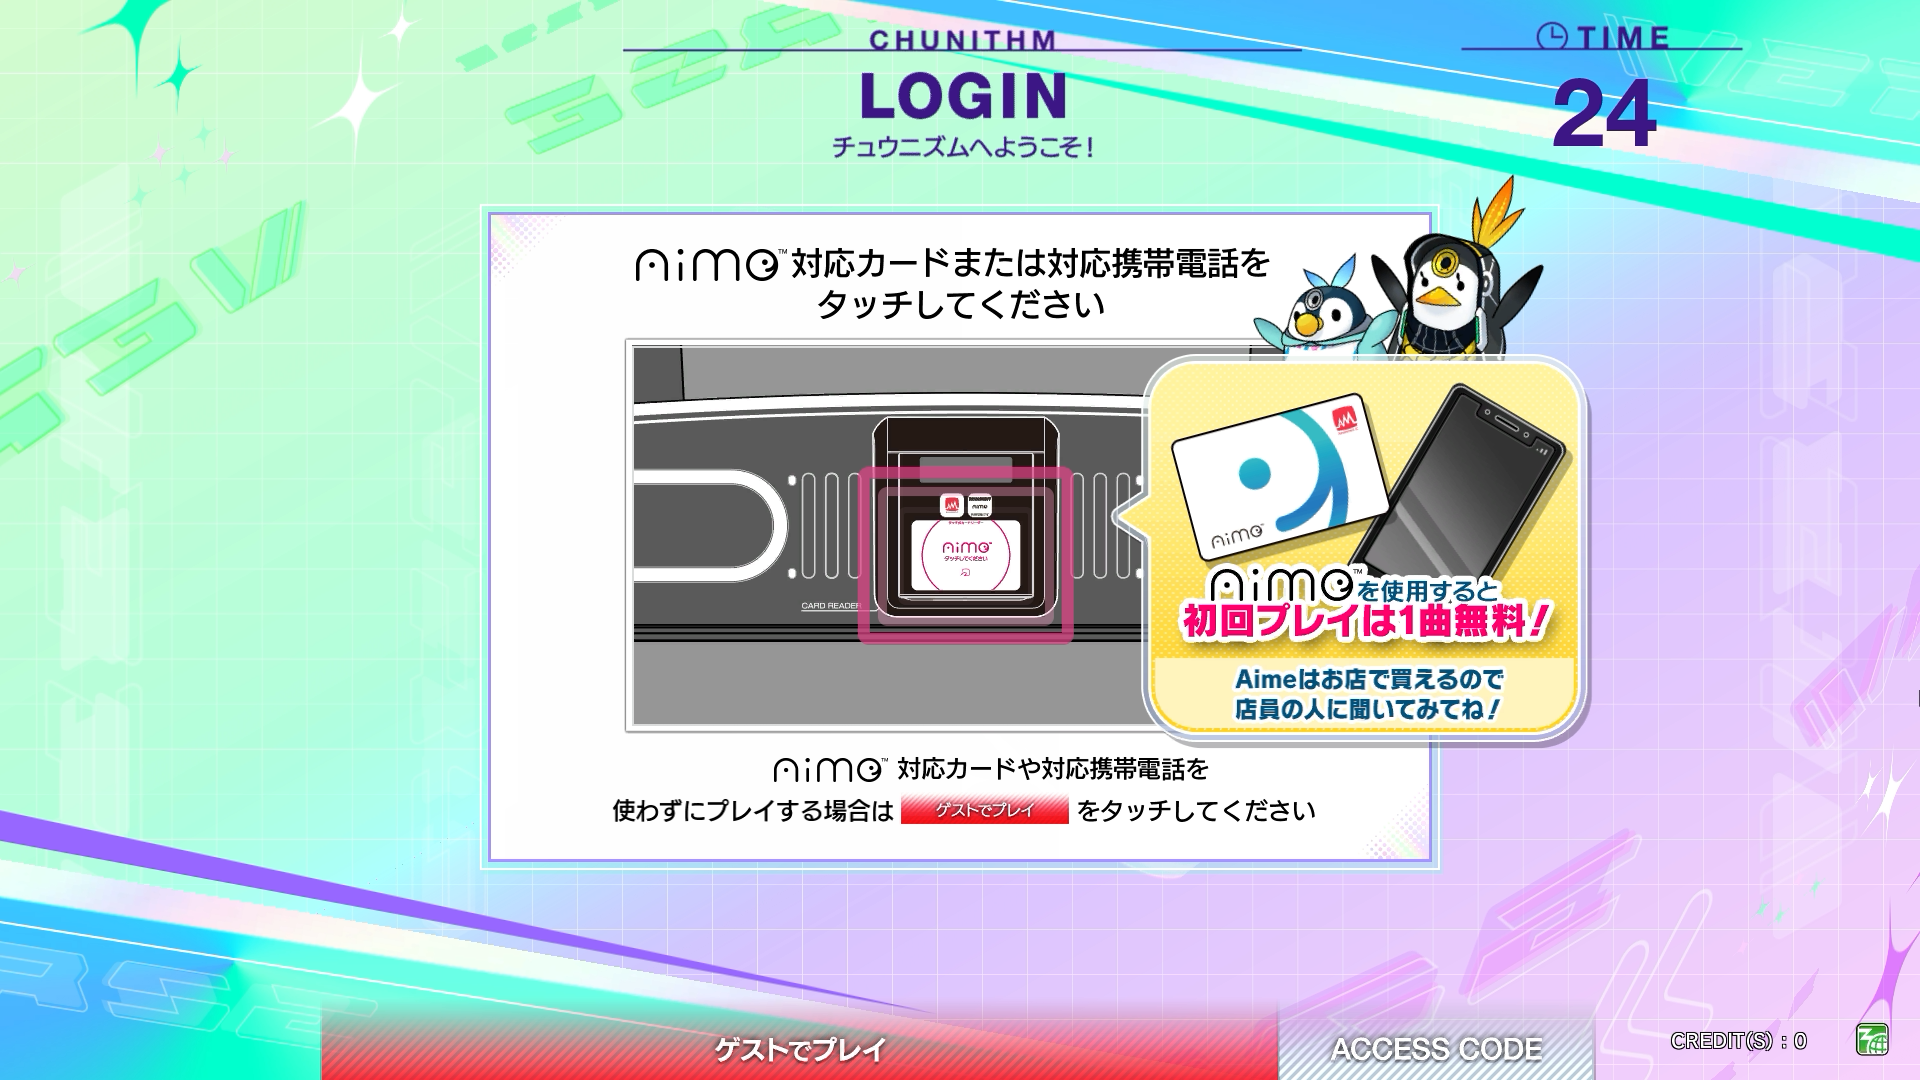 CHUNITHM
LOGIN
チュウニズムへようこそ！
TIME
24
Aime™対応カードまたは対応携帯電話を
タッチしてください
Aime
タッチしてください
CARD READER
Aime™
Aime™を使用すると
初回プレイは1曲無料！
Aimeはお店で買えるので
店員の人に聞いてみてね！
Aime™ 対応カードや対応携帯電話を
使わずにプレイする場合は ゲストでプレイ をタッチしてください
ゲストでプレイ
ACCESS CODE
CREDIT(S) : 0